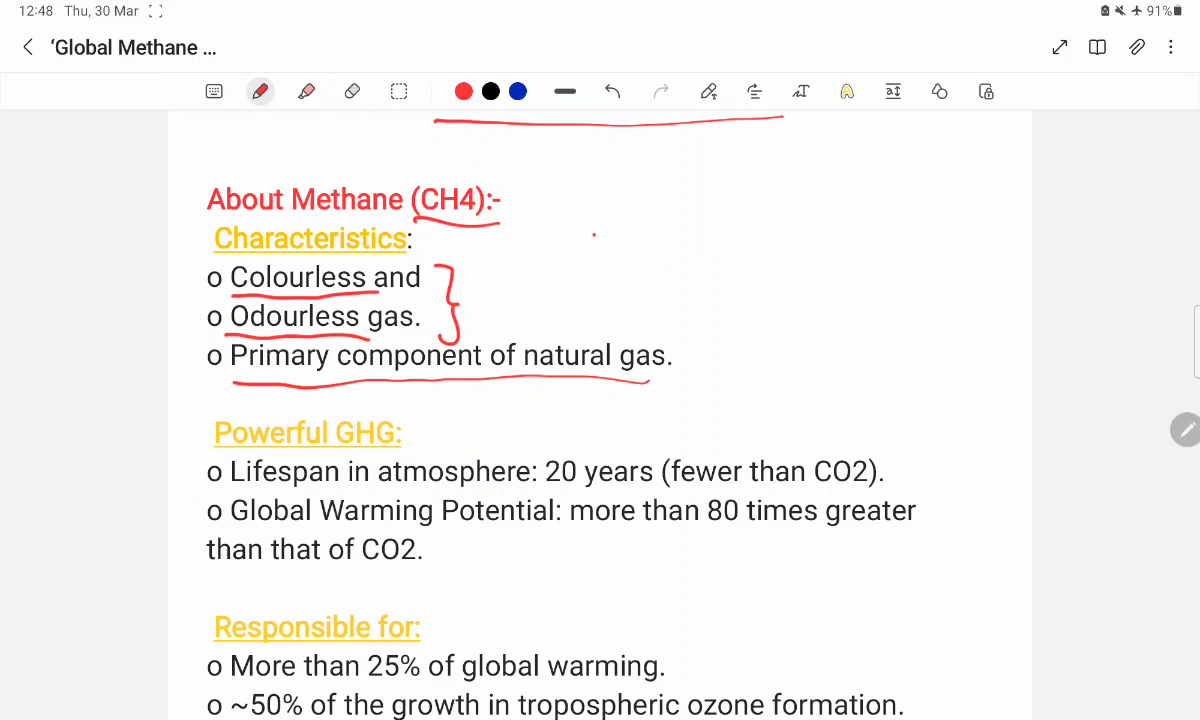 12:48 Thu, 30 Mar
91%
‘Global Methane ...
About Methane (CH4):-
Characteristics:
o Colourless and
o Odourless gas.
o Primary component of natural gas.
Powerful GHG:
o Lifespan in atmosphere: 20 years (fewer than CO2).
o Global Warming Potential: more than 80 times greater
than that of CO2.
Responsible for:
o More than 25% of global warming.
o ~50% of the growth in tropospheric ozone formation.